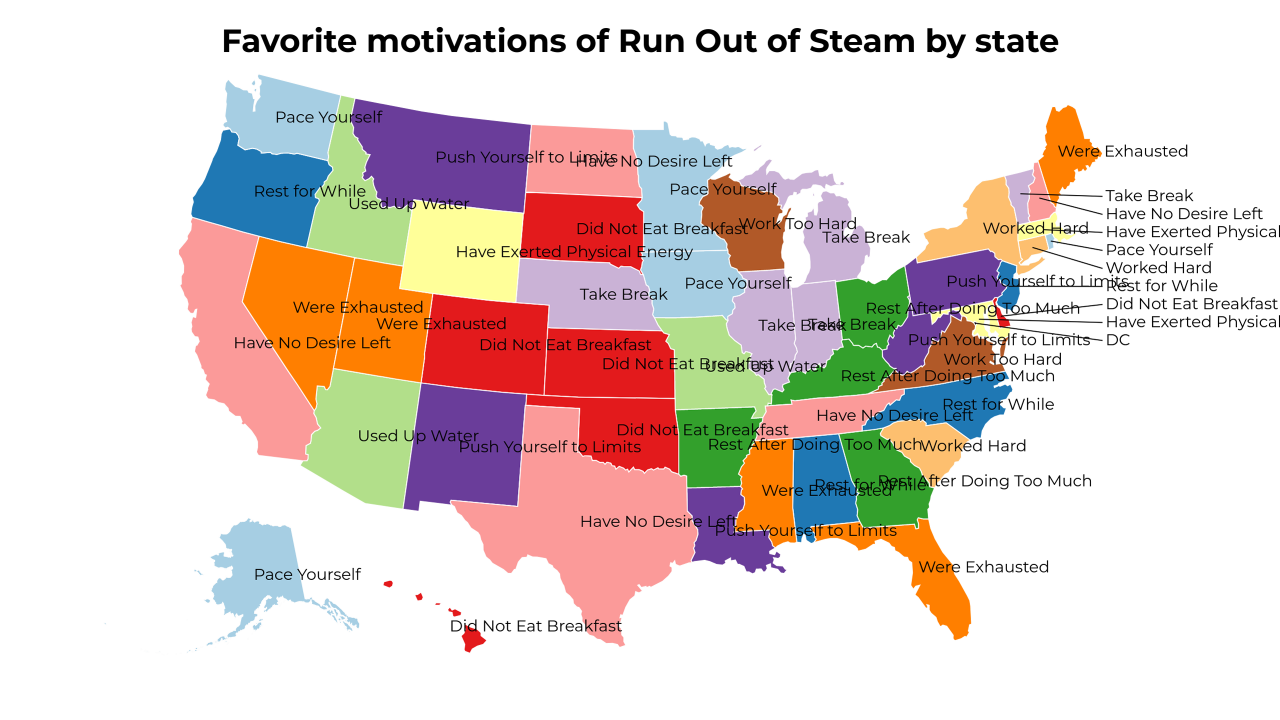 Favorite motivations of Run Out of Steam by state
Pace Yourself
Were Exhausted
Push Yourself to Limits
Have No Desire Left
Pace Yourself
Rest for While
Take Break
Used Up Water
Have No Desire Left
Did Not Eat Breakfast
Work Too Hard
Worked Hard
Have Exerted Physical
Take Break
Pace Yourself
Have Exerted Physical Energy
Worked Hard
Pace Yourself
Push Yourself to Limits
Rest for While
Take Break
Did Not Eat Breakfast
Were Exhausted
Rest After Doing Too Much
Have Exerted Physical
Were Exhausted
Take Break
Take Break
Push Yourself to Limits
DC
Have No Desire Left
Did Not Eat Breakfast
Work Too Hard
Did Not Eat Breakfast
Used Up Water
Rest After Doing Too Much
Rest for While
Have No Desire Left
Did Not Eat Breakfast
Used Up Water
Push Yourself to Limits
Rest After Doing Too Much
Worked Hard
Rest After Doing Too Much
Rest for While
Were Exhausted
Have No Desire Left
Push Yourself to Limits
Were Exhausted
Pace Yourself
Did Not Eat Breakfast